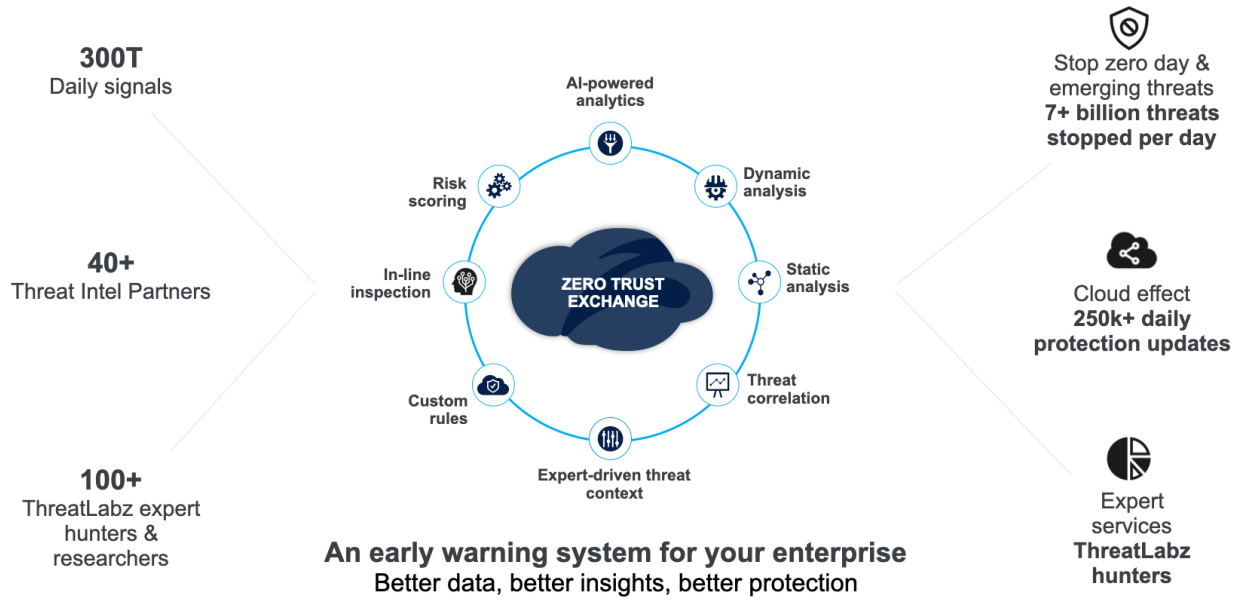 300T
Daily signals
40+
Threat Intel Partners
100+
ThreatLabz expert
hunters &
researchers
AI-powered
analytics
Dynamic
analysis
Static
analysis
Threat
correlation
Expert-driven threat
context
Custom
rules
In-line
inspection
Risk
scoring
ZERO TRUST
EXCHANGE
An early warning system for your enterprise
Better data, better insights, better protection
Stop zero day &
emerging threats
7+ billion threats
stopped per day
Cloud effect
250k+ daily
protection updates
Expert
services
ThreatLabz
hunters